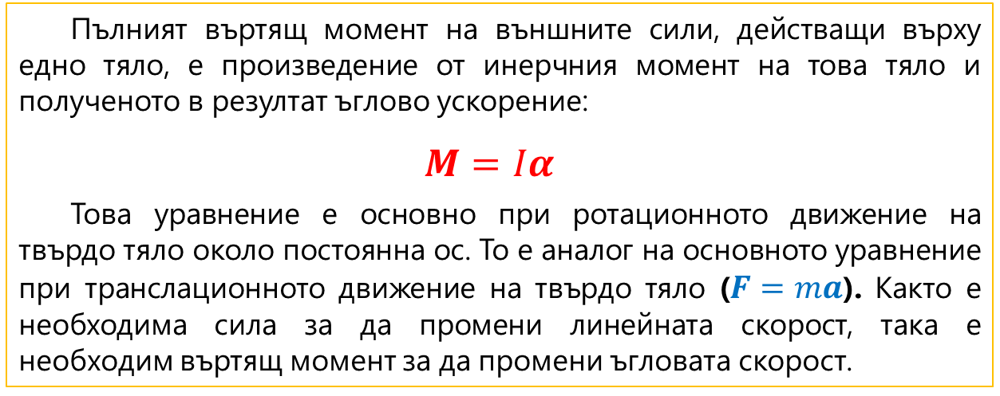 Пълният въртящ момент на външните сили, действащи върху
едно тяло, е произведение от инерчния момент на това тяло и
полученото в резултат ъглово ускорение:
M = Iα
Това уравнение е основно при ротационното движение на
твърдо тяло около постоянна ос. То е аналог на основното уравнение
при транслационното движение на твърдо тяло (F = ma). Както е
необходима сила за да промени линейната скорост, така е
необходим въртящ момент за да промени ъгловата скорост.